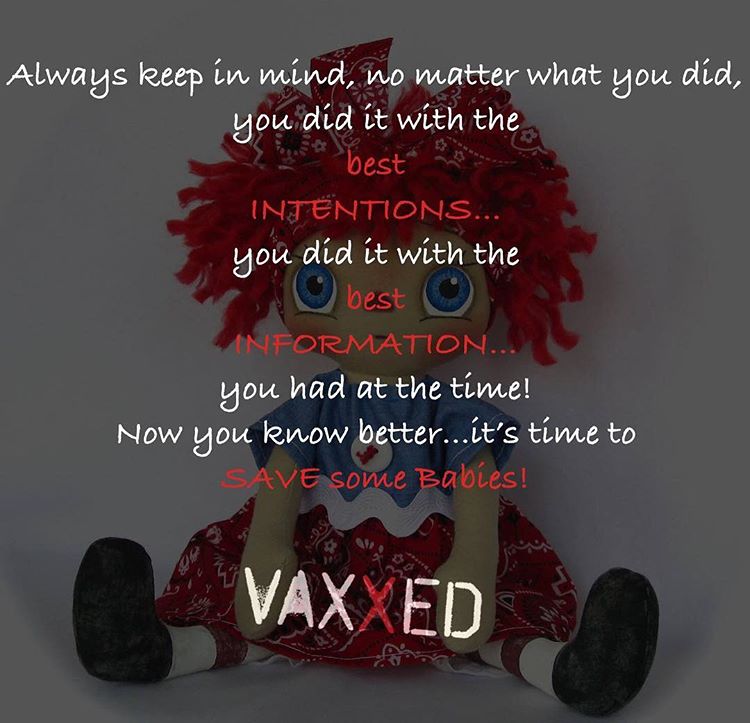 Always keep in mind, no matter what you did,
you did it with the
best
INTENTIONS...
you did it with the
best
INFORMATION...
you had at the time!
Now you know better...it's time to
SAVE some Babies!
VAXXED